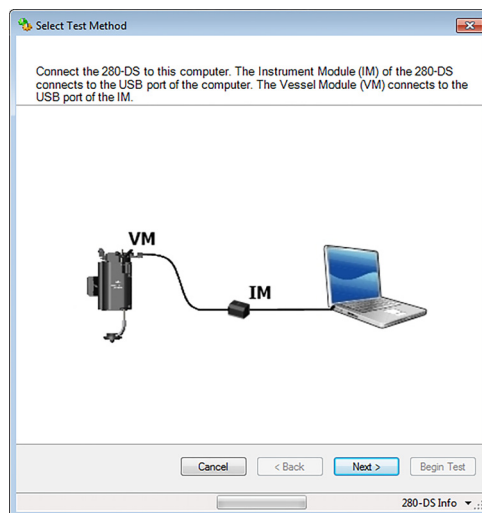 Select Test Method
Connect the 280-DS to this computer. The Instrument Module (IM) of the 280-DS
connects to the USB port of the computer. The Vessel Module (VM) connects to the
USB port of the IM.
VM
IM
Cancel
< Back
Next >
Begin Test
280-DS Info